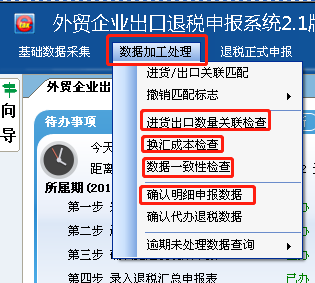 外贸企业出口退税申报系统2.1版
基础数据采集 数据加工处理 退税正式申报
进货/出口关联匹配
撤销匹配标志
进货出口数量关联检查
换汇成本检查
数据一致性检查
确认明细申报数据
确认代办退税数据
逾期未处理数据查询
向导
外贸企业出
待办事项
今天
距离
所属期(201
第一步
第二步
第三步
第四步 录入退税汇总申报表 已办